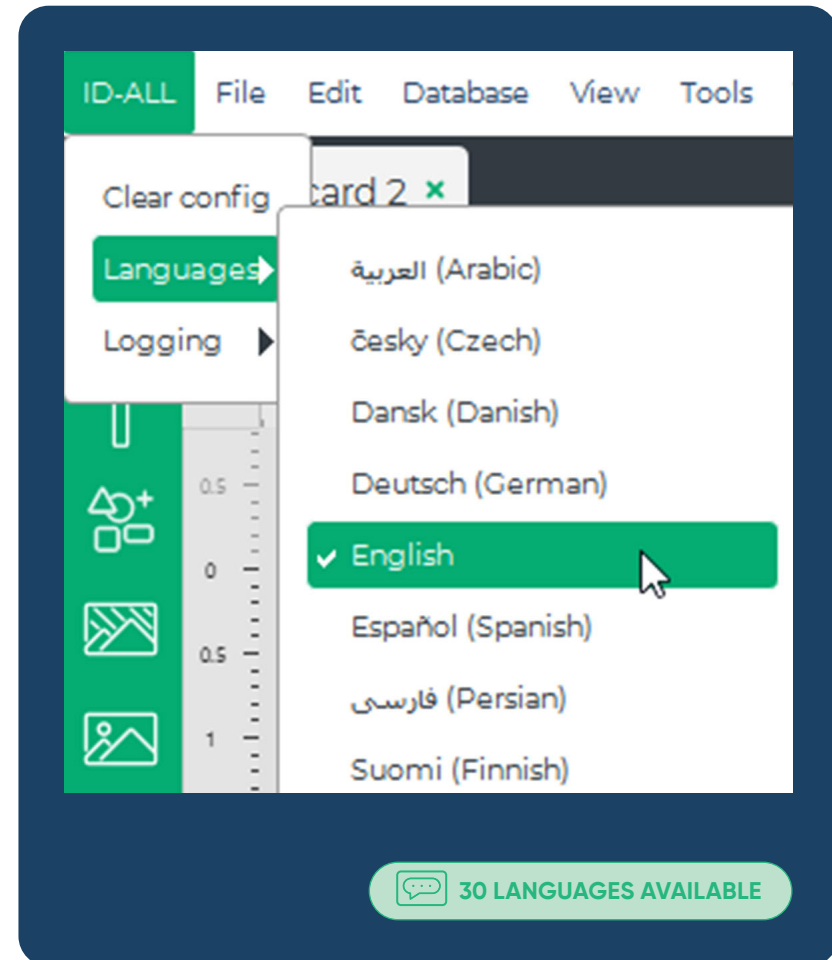 ID-ALL File Edit Database View Tools
card 2 ×
Clear config
Languages
Logging
العربية (Arabic)
česky (Czech)
Dansk (Danish)
Deutsch (German)
English
Español (Spanish)
فارسی (Persian)
Suomi (Finnish)
0.5
0
0.5
1
30 LANGUAGES AVAILABLE